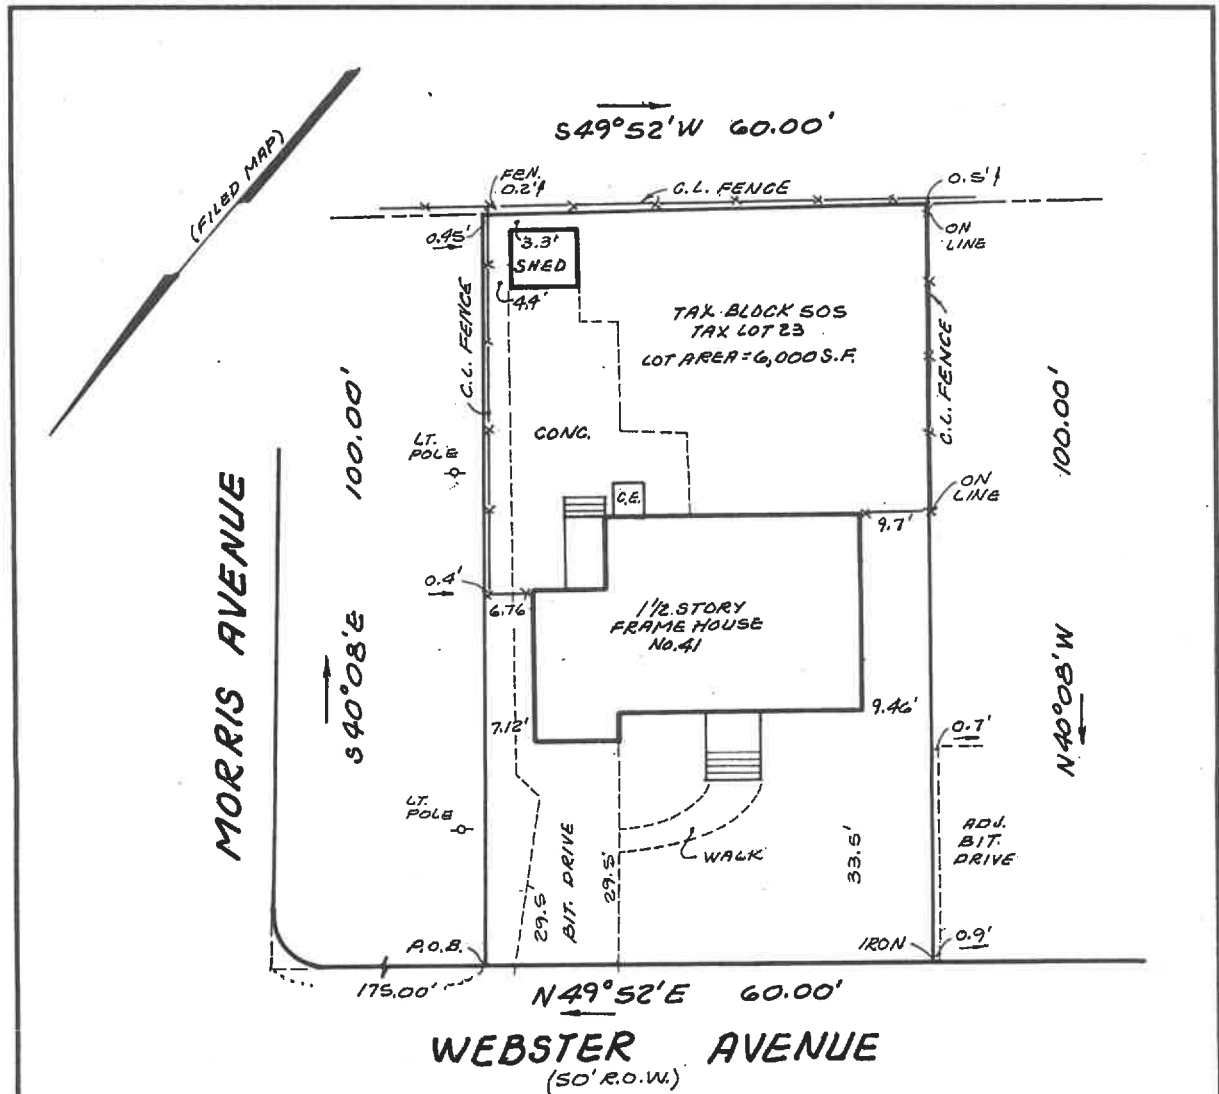 S49°52'W 60.00'
(FILED MAP)
FEN.
0.2'
C.L. FENCE
0.5'
0.45'
3.3'
SHED
4.4'
ON
LINE
TAX BLOCK 505
TAX LOT 23
LOT AREA = 6,000 S.F.
C.L. FENCE
C.L. FENCE
100.00'
100.00'
LT.
POLE
CONC.
C.E.
ON
LINE
9.7'
MORRIS AVENUE
0.4'
6.76
1 1/2 STORY
FRAME HOUSE
No. 41
S40°08'E
N40°08'W
7.12'
9.46'
0.7'
LT.
POLE
29.5'
BIT. DRIVE
29.5'
WALK
33.5'
ADJ.
BIT.
DRIVE
P.O.B.
IRON
0.9'
175.00'
N49°52'E 60.00'
WEBSTER AVENUE
(50' R.O.W.)